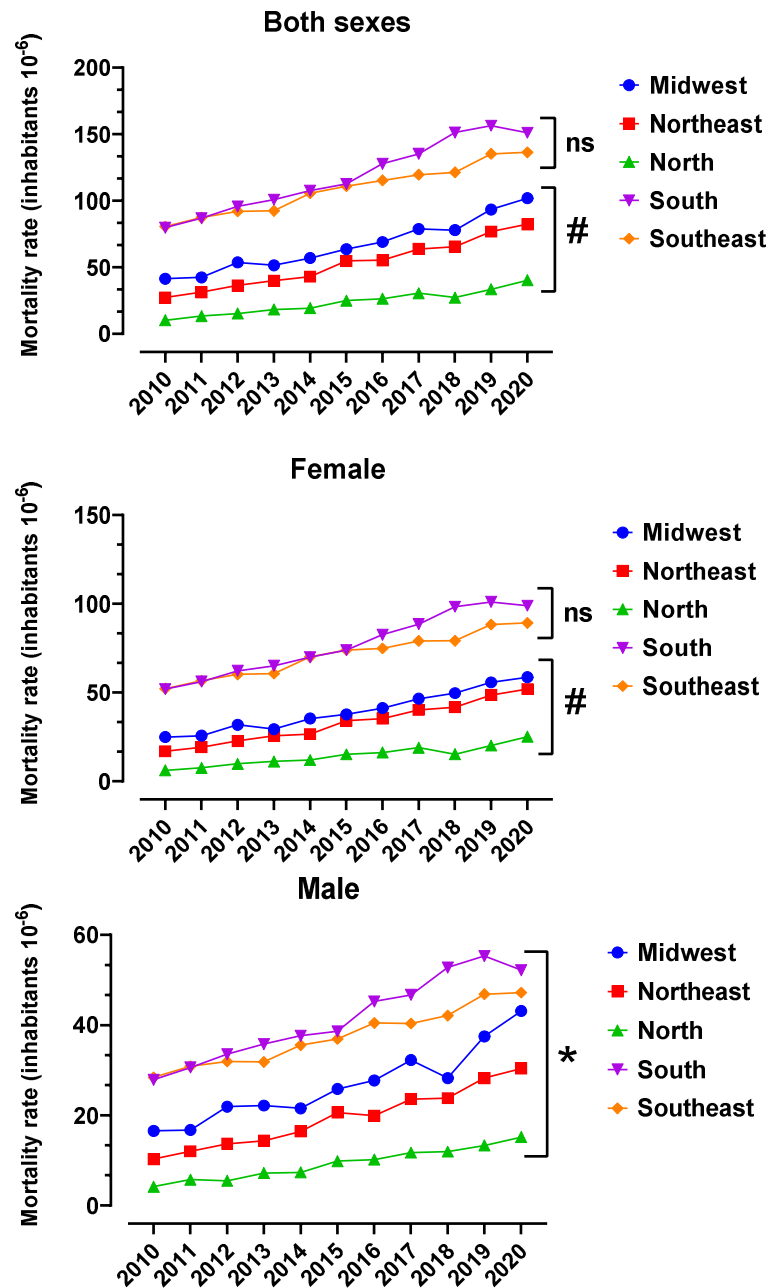 Both sexes
Mortality rate (inhabitants 10⁻⁶)
200
150
100
50
0
2010
2011
2012
2013
2014
2015
2016
2017
2018
2019
2020
ns
#
Midwest
Northeast
North
South
Southeast
Female
Mortality rate (inhabitants 10⁻⁶)
150
100
50
0
2010
2011
2012
2013
2014
2015
2016
2017
2018
2019
2020
ns
#
Midwest
Northeast
North
South
Southeast
Male
Mortality rate (inhabitants 10⁻⁶)
60
40
20
0
2010
2011
2012
2013
2014
2015
2016
2017
2018
2019
2020
*
Midwest
Northeast
North
South
Southeast